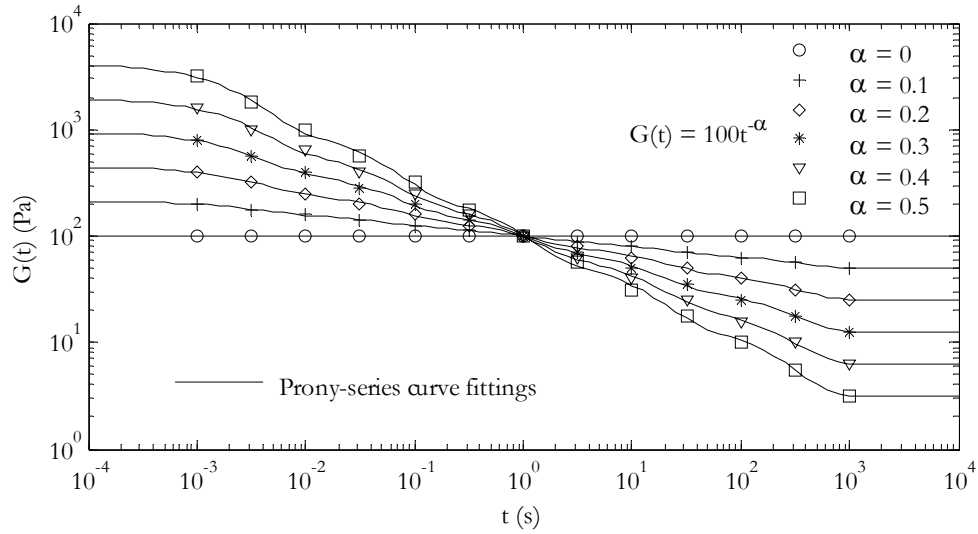 10^4
10^3
10^2
10^1
10^0
G(t) (Pa)
α = 0
α = 0.1
α = 0.2
G(t) = 100t^-α
α = 0.3
α = 0.4
α = 0.5
Prony-series curve fittings
10^-4 10^-3 10^-2 10^-1 10^0 10^1 10^2 10^3 10^4
t (s)